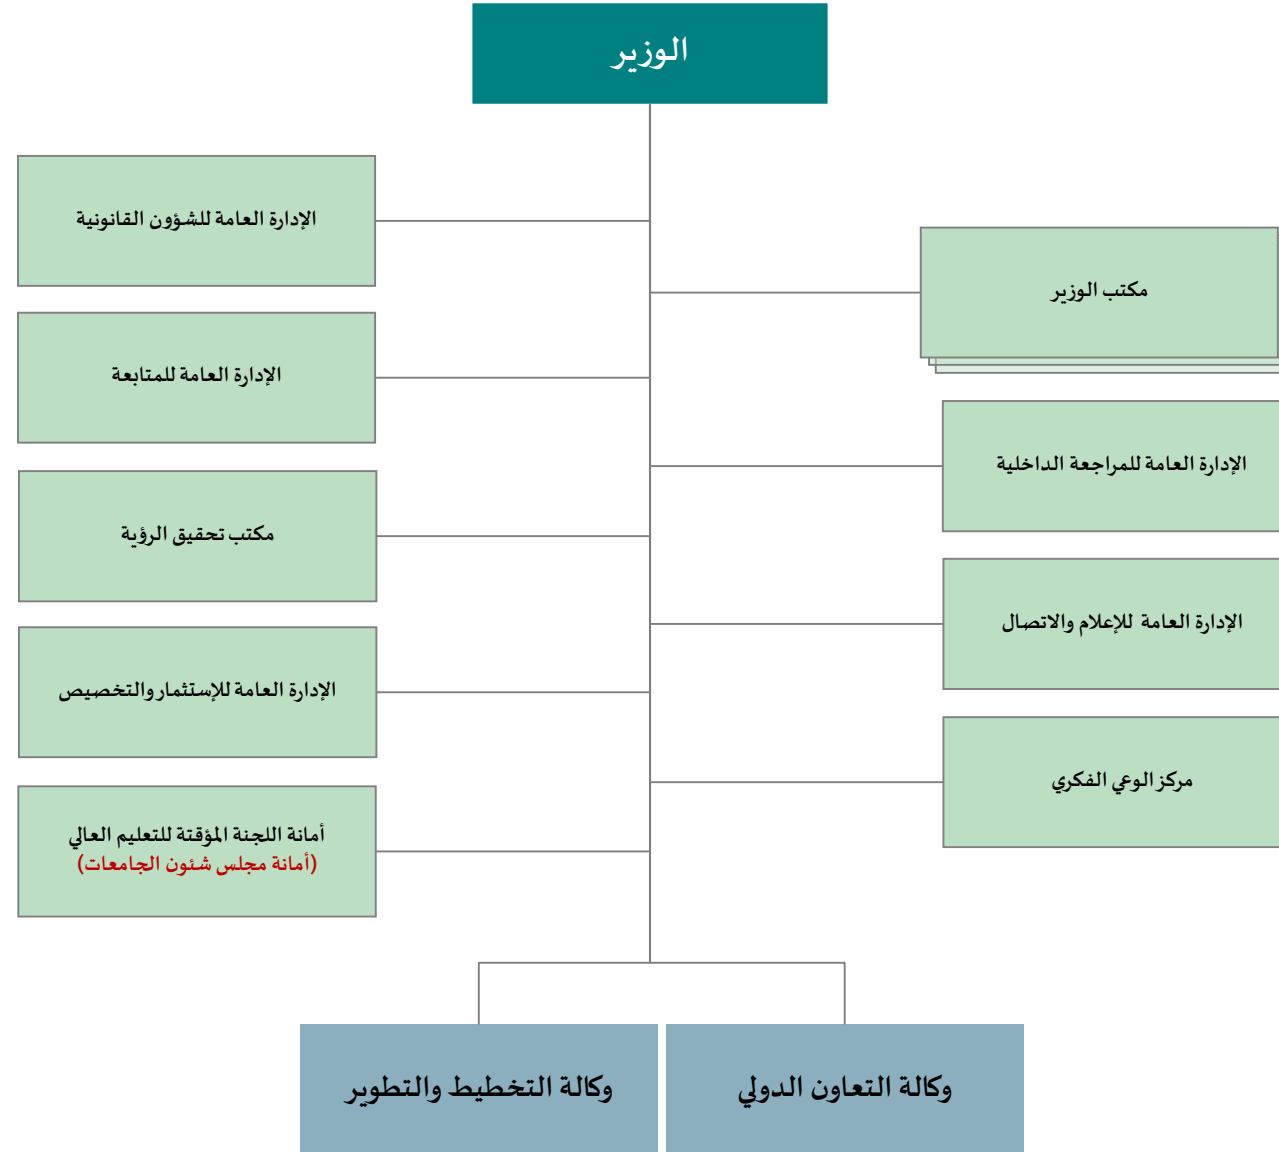 الوزير
مكتب الوزير
الإدارة العامة للمراجعة الداخلية
الإدارة العامة للإعلام والاتصال
مركز الوعي الفكري
الإدارة العامة للشؤون القانونية
الإدارة العامة للمتابعة
مكتب تحقيق الرؤية
الإدارة العامة للإستثمار والتخصيص
أمانة اللجنة المؤقتة للتعليم العالي
(أمانة مجلس شئون الجامعات)
وكالة التعاون الدولي
وكالة التخطيط والتطوير